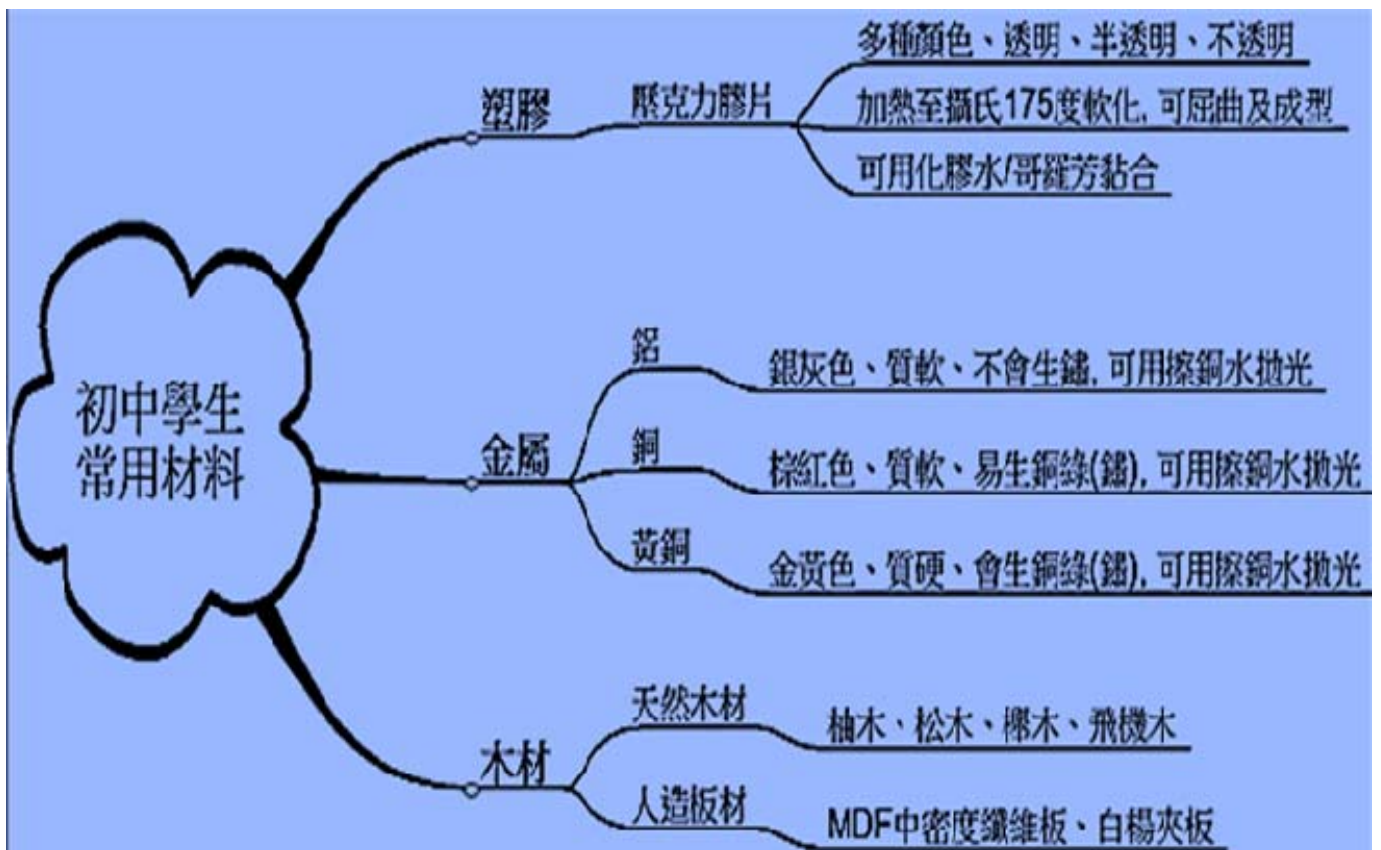 初中學生
常用材料
塑膠
壓克力膠片
多種顏色、透明、半透明、不透明
加熱至攝氏175度軟化, 可屈曲及成型
可用化膠水/哥羅芳黏合
金屬
鋁
銀灰色、質軟、不會生鏽, 可用擦銅水拋光
銅
棕紅色、質軟、易生銅綠(鏽), 可用擦銅水拋光
黃銅
金黃色、質硬、會生銅綠(鏽), 可用擦銅水拋光
木材
天然木材
柚木、松木、櫸木、飛機木
人造板材
MDF中密度纖維板、白楊夾板